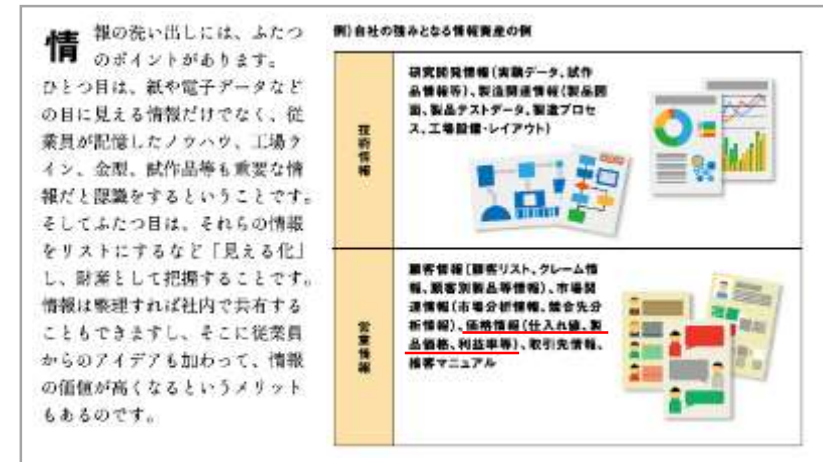 情報の洗い出しには、ふたつ
のポイントがあります。
ひとつ目は、紙や電子データなど
の目に見える情報だけでなく、従
業員が記憶したノウハウ、工場ラ
イン、金型、試作品等も重要な情
報だと認識をするということです。
そしてふたつ目は、それらの情報
をリストにするなど「見える化」
し、財産として把握することです。
情報は整理すれば社内で共有する
こともできますし、そこに従業員
からのアイデアも加わって、情報
の価値が高くなるというメリット
もあるのです。
例）自社の強みとなる情報資産の例
技術情報
研究開発情報（実験データ、試作
品情報等）、製造関連情報（製品図
面、製品テストデータ、製造プロセ
ス、工場設備・レイアウト）
営業情報
顧客情報（顧客リスト、クレーム情
報、顧客別製品等情報）、市場関
連情報（市場分析情報、競合先分
析情報）、価格情報（仕入れ値、製
品価格、利益率等）、取引先情報、
接客マニュアル